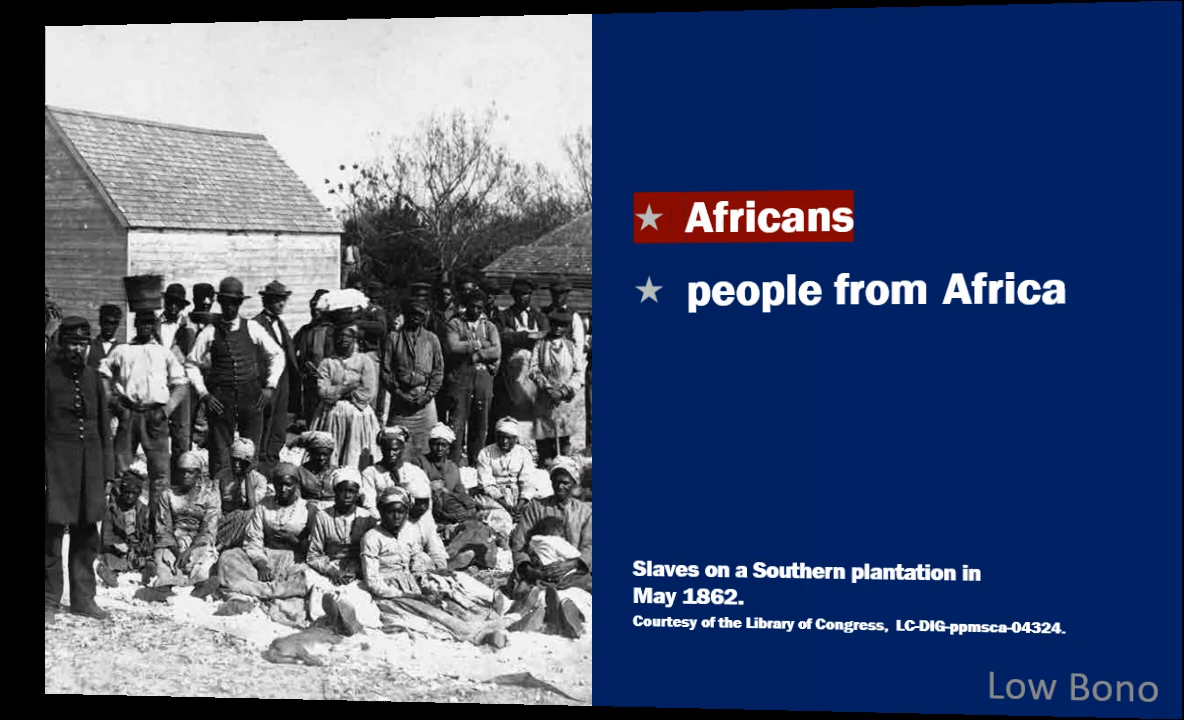 ★ Africans
★ people from Africa
Slaves on a Southern plantation in
May 1862.
Courtesy of the Library of Congress, LC-DIG-ppmsca-04324.
Low Bono